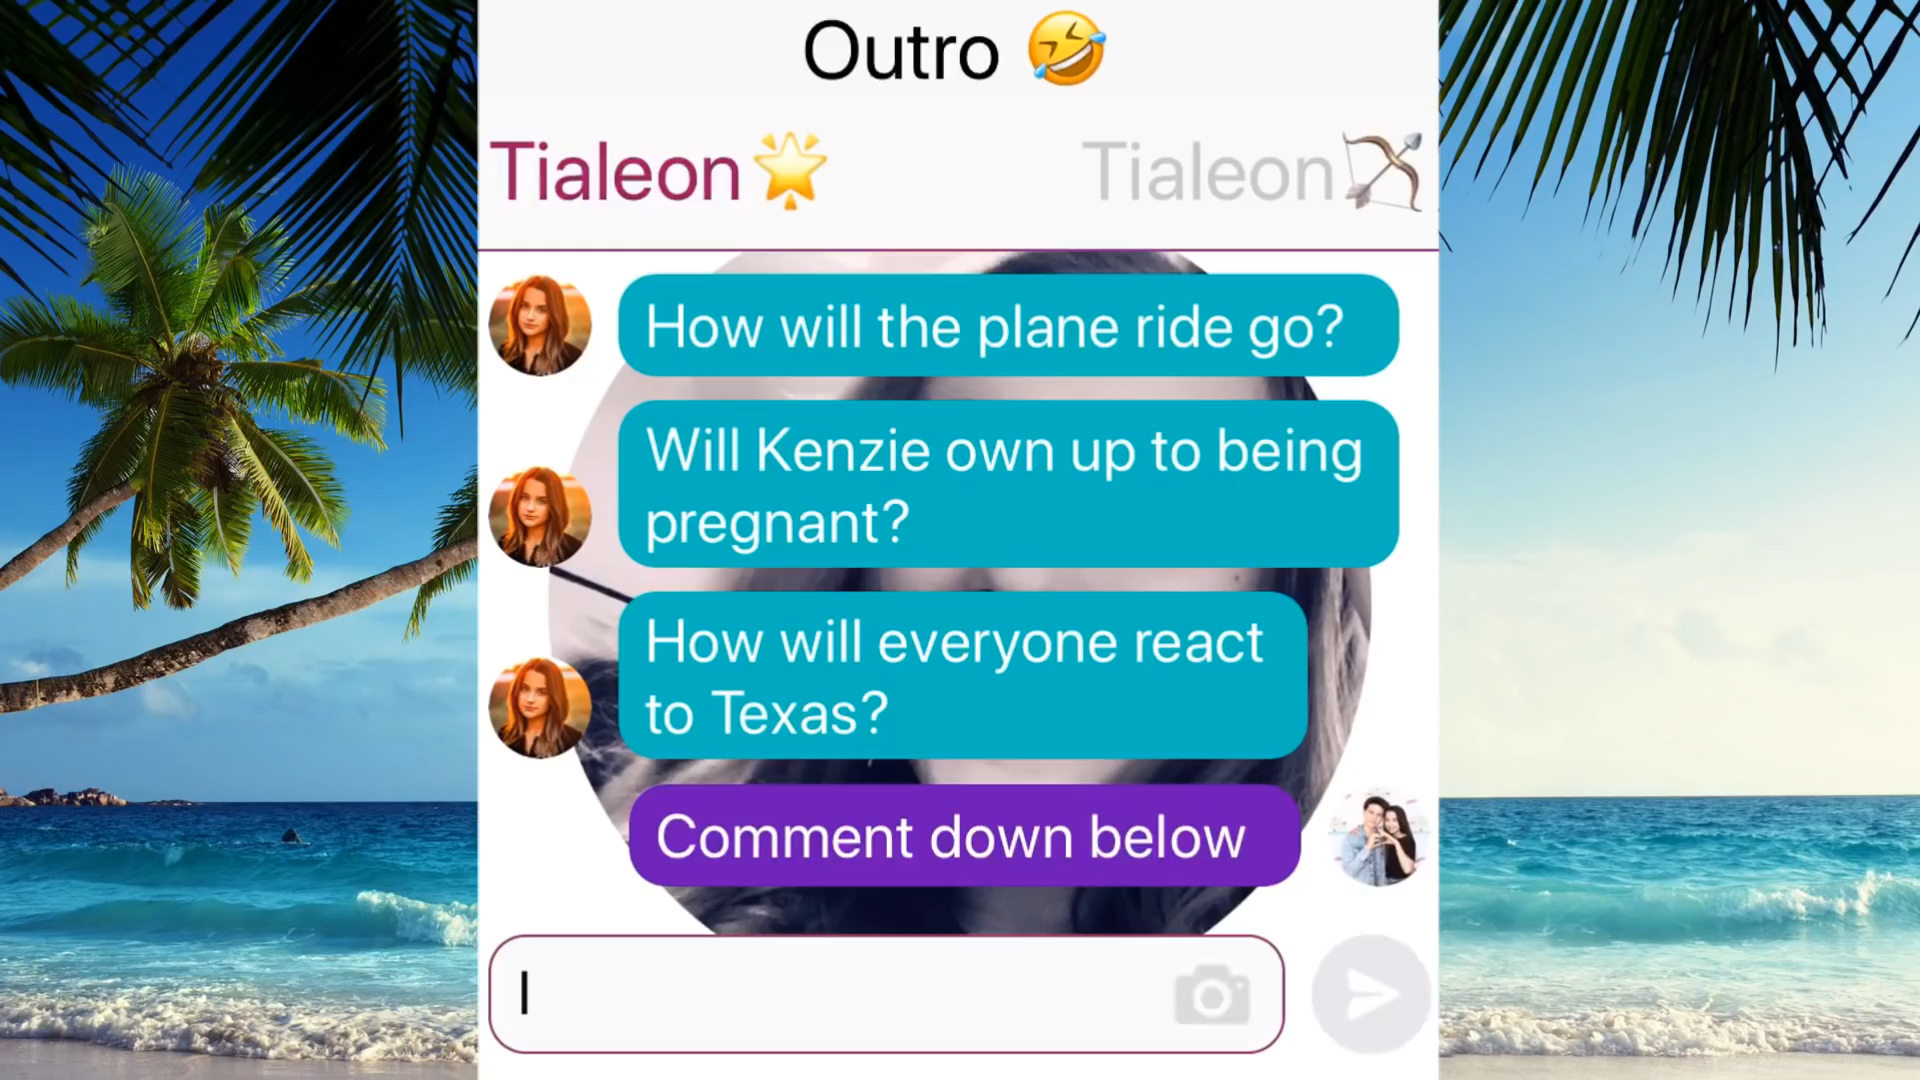 Outro 🤣
Tialeon🌟 Tialeon🏹
How will the plane ride go?
Will Kenzie own up to being
pregnant?
How will everyone react
to Texas?
Comment down below